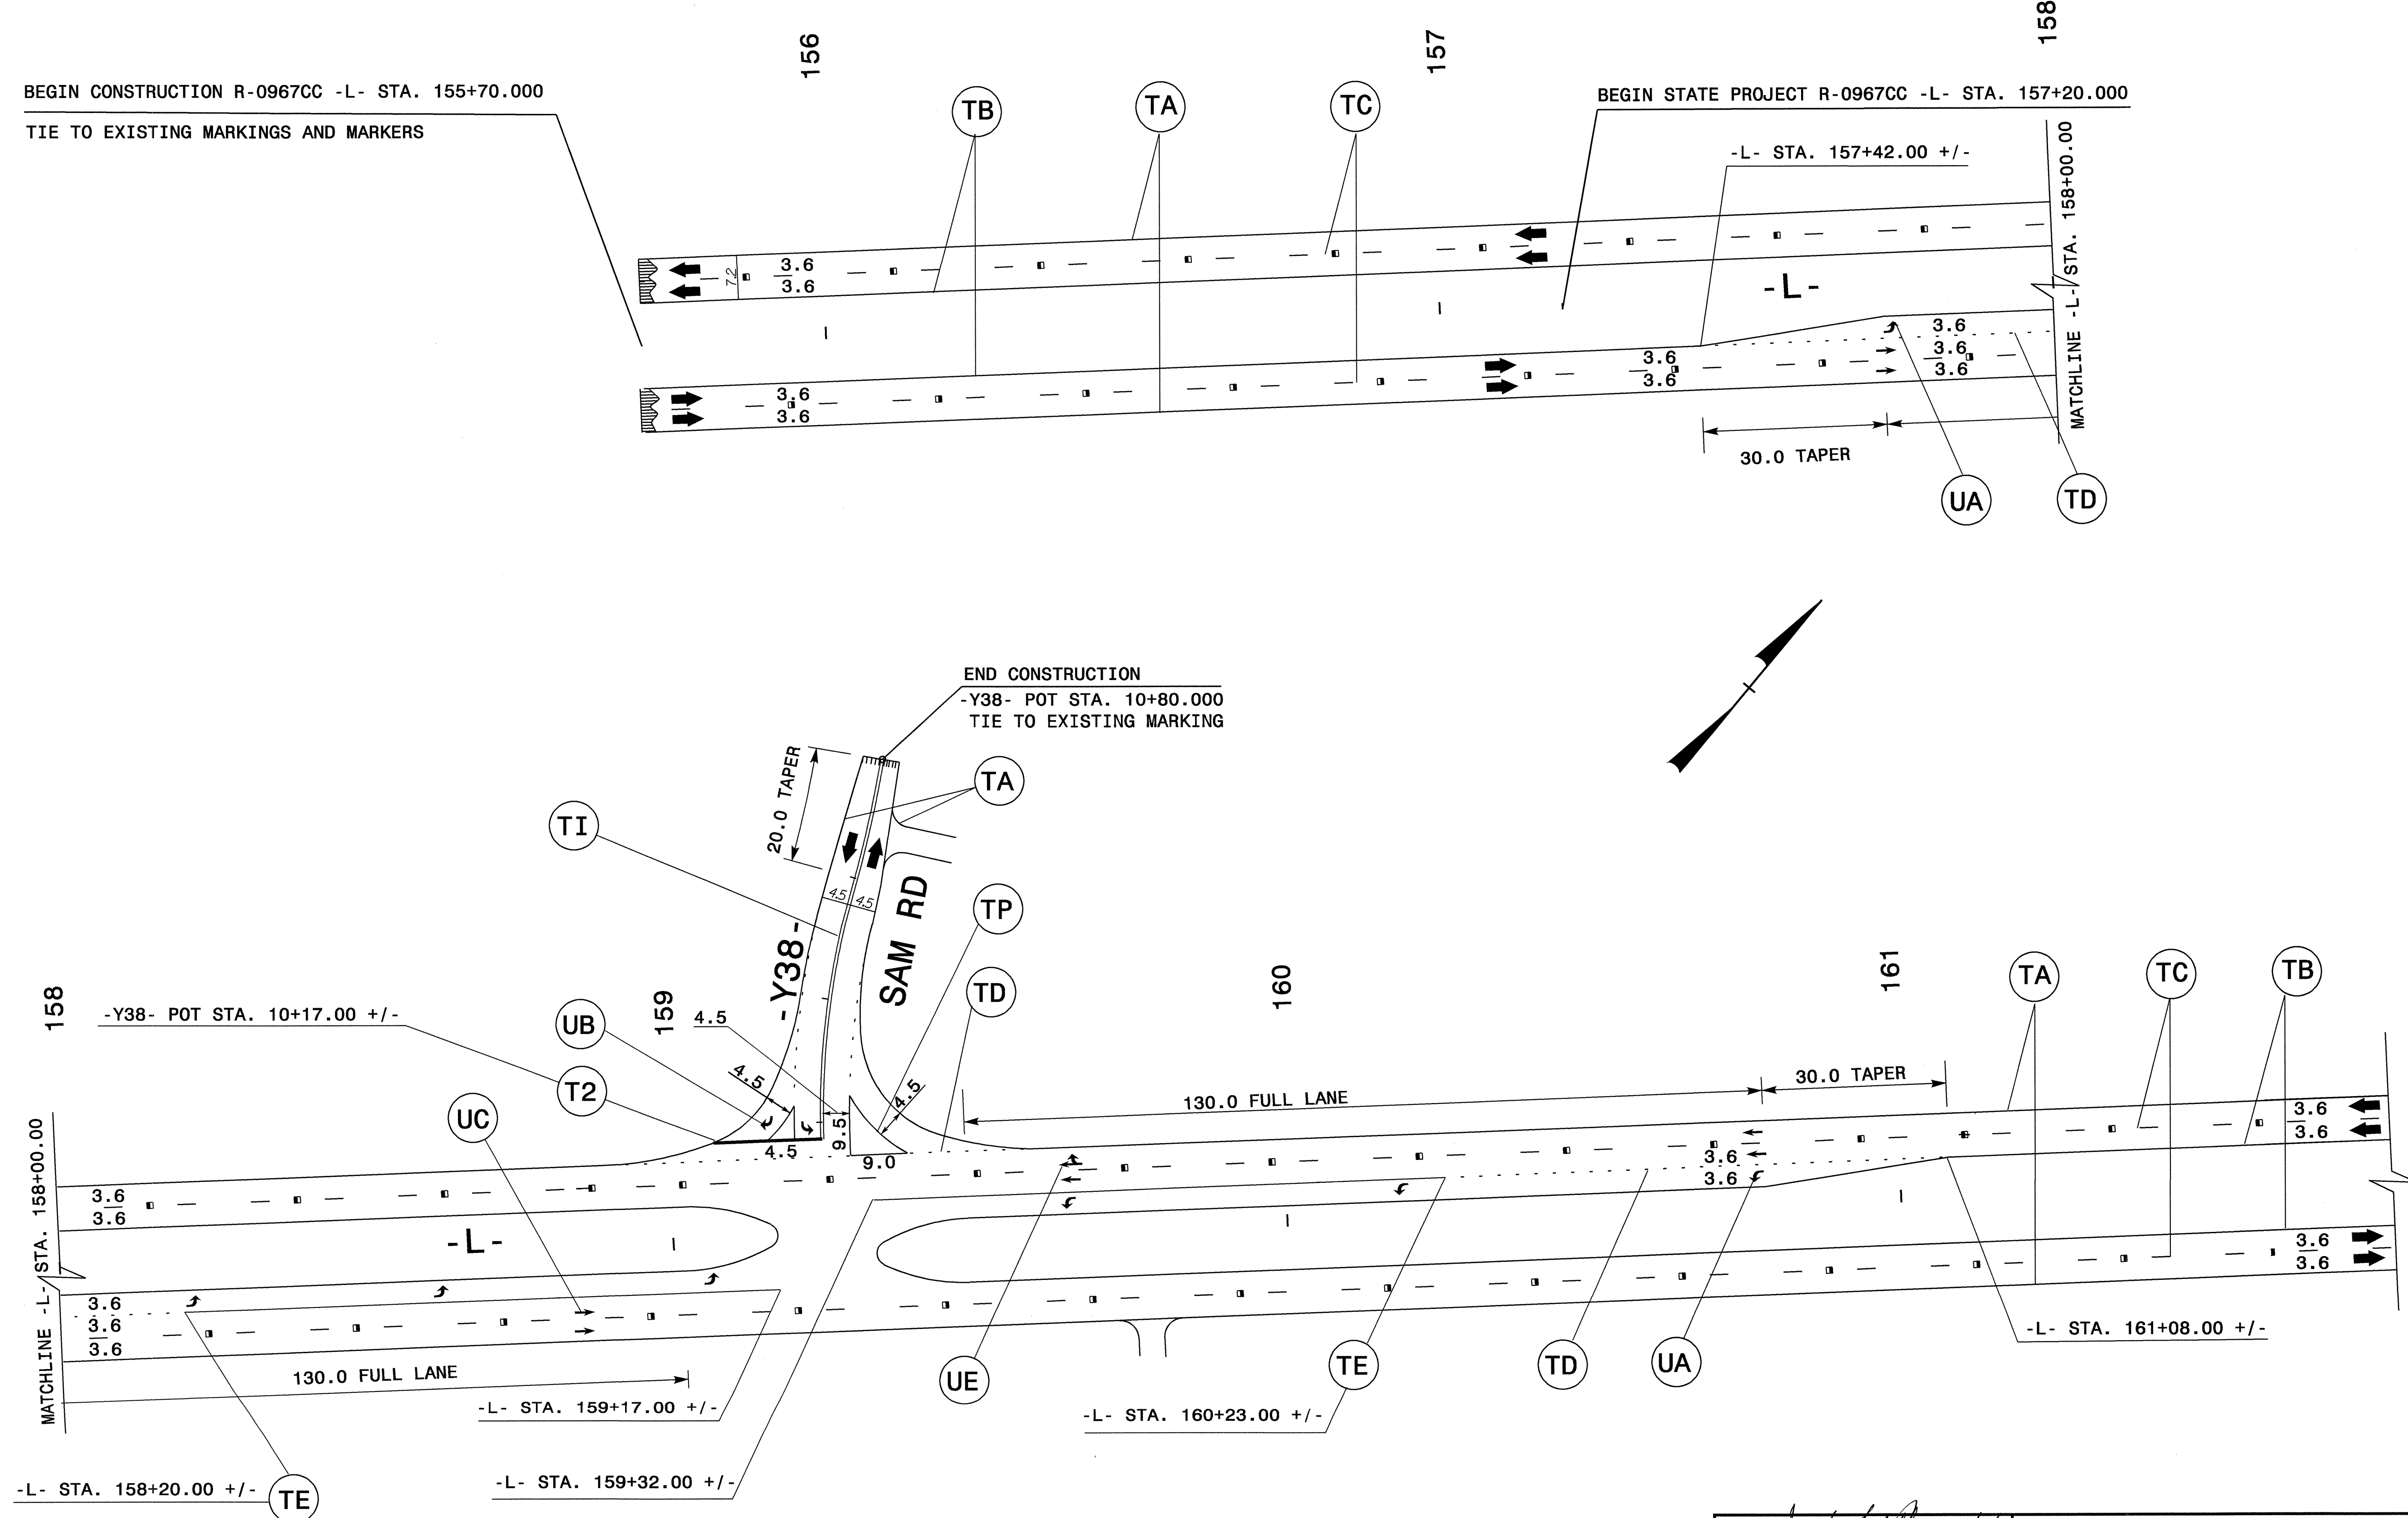 156
157
158
BEGIN CONSTRUCTION R-0967CC -L- STA. 155+70.000
TIE TO EXISTING MARKINGS AND MARKERS
TB
TA
TC
BEGIN STATE PROJECT R-0967CC -L- STA. 157+20.000
-L- STA. 157+42.00 +/-
MATCHLINE -L- STA. 158+00.00
7.2
3.6
3.6
-L-
3.6
3.6
3.6
3.6
3.6
3.6
3.6
30.0 TAPER
UA
TD
END CONSTRUCTION
-Y38- POT STA. 10+80.000
TIE TO EXISTING MARKING
20.0 TAPER
TA
TI
4.5
4.5
-Y38-
SAM RD
TP
TD
158
159
160
161
-Y38- POT STA. 10+17.00 +/-
UB
4.5
T2
4.5
4.5
UC
4.5
9.5
9.0
130.0 FULL LANE
30.0 TAPER
TA
TC
TB
3.6
3.6
MATCHLINE -L- STA. 158+00.00
3.6
3.6
3.6
3.6
-L-
3.6
3.6
3.6
3.6
3.6
130.0 FULL LANE
-L- STA. 159+17.00 +/-
UE
TE
TD
UA
-L- STA. 161+08.00 +/-
-L- STA. 160+23.00 +/-
-L- STA. 158+20.00 +/-
TE
-L- STA. 159+32.00 +/-